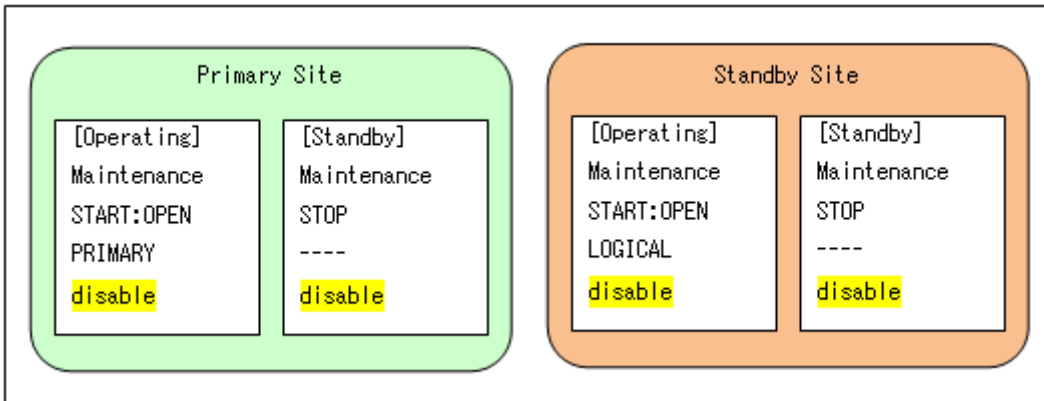 Primary Site
[Operating]
Maintenance
START:OPEN
PRIMARY
disable
[Standby]
Maintenance
STOP
----
disable
Standby Site
[Operating]
Maintenance
START:OPEN
LOGICAL
disable
[Standby]
Maintenance
STOP
----
disable